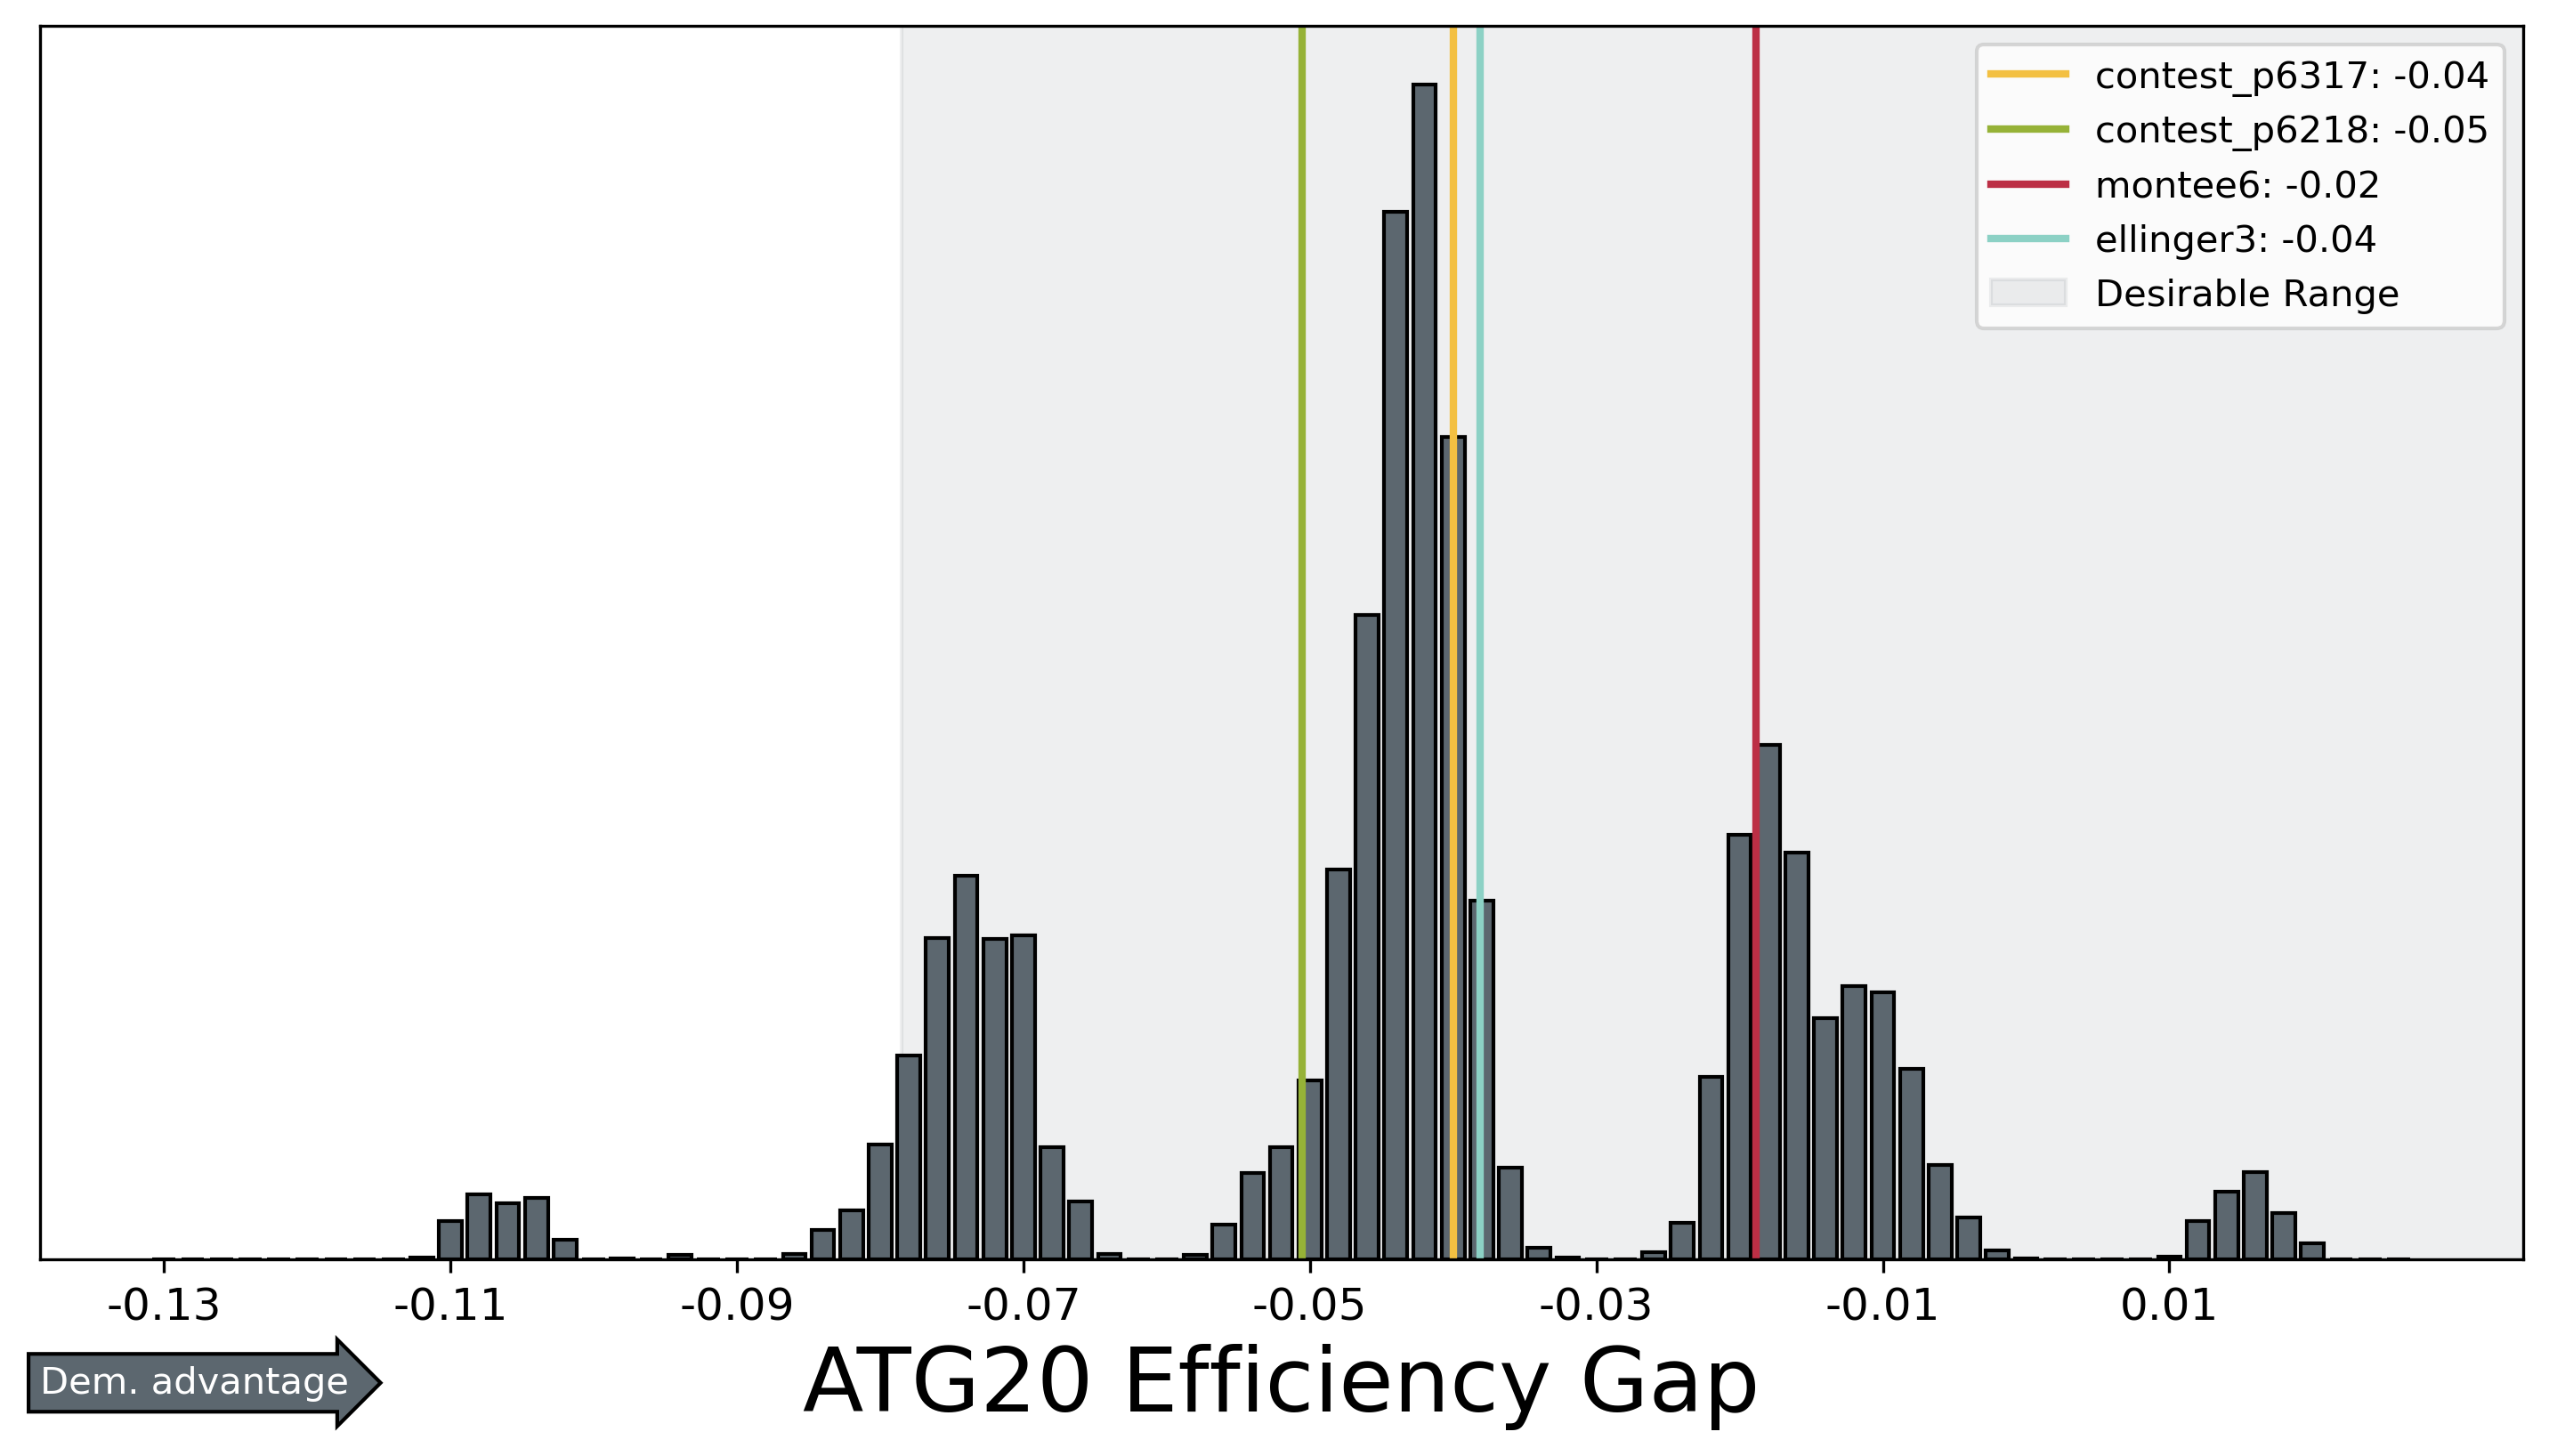 contest_p6317: -0.04
contest_p6218: -0.05
montee6: -0.02
ellinger3: -0.04
Desirable Range
-0.13 -0.11 -0.09 -0.07 -0.05 -0.03 -0.01 0.01
Dem. advantage
ATG20 Efficiency Gap